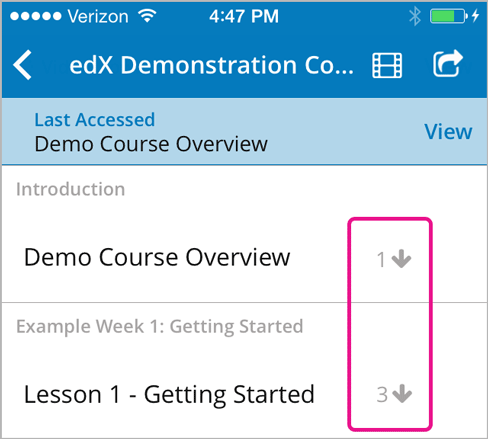 Verizon 4:47 PM
edX Demonstration Co...
Last Accessed
Demo Course Overview
View
Introduction
Demo Course Overview 1
Example Week 1: Getting Started
Lesson 1 - Getting Started 3